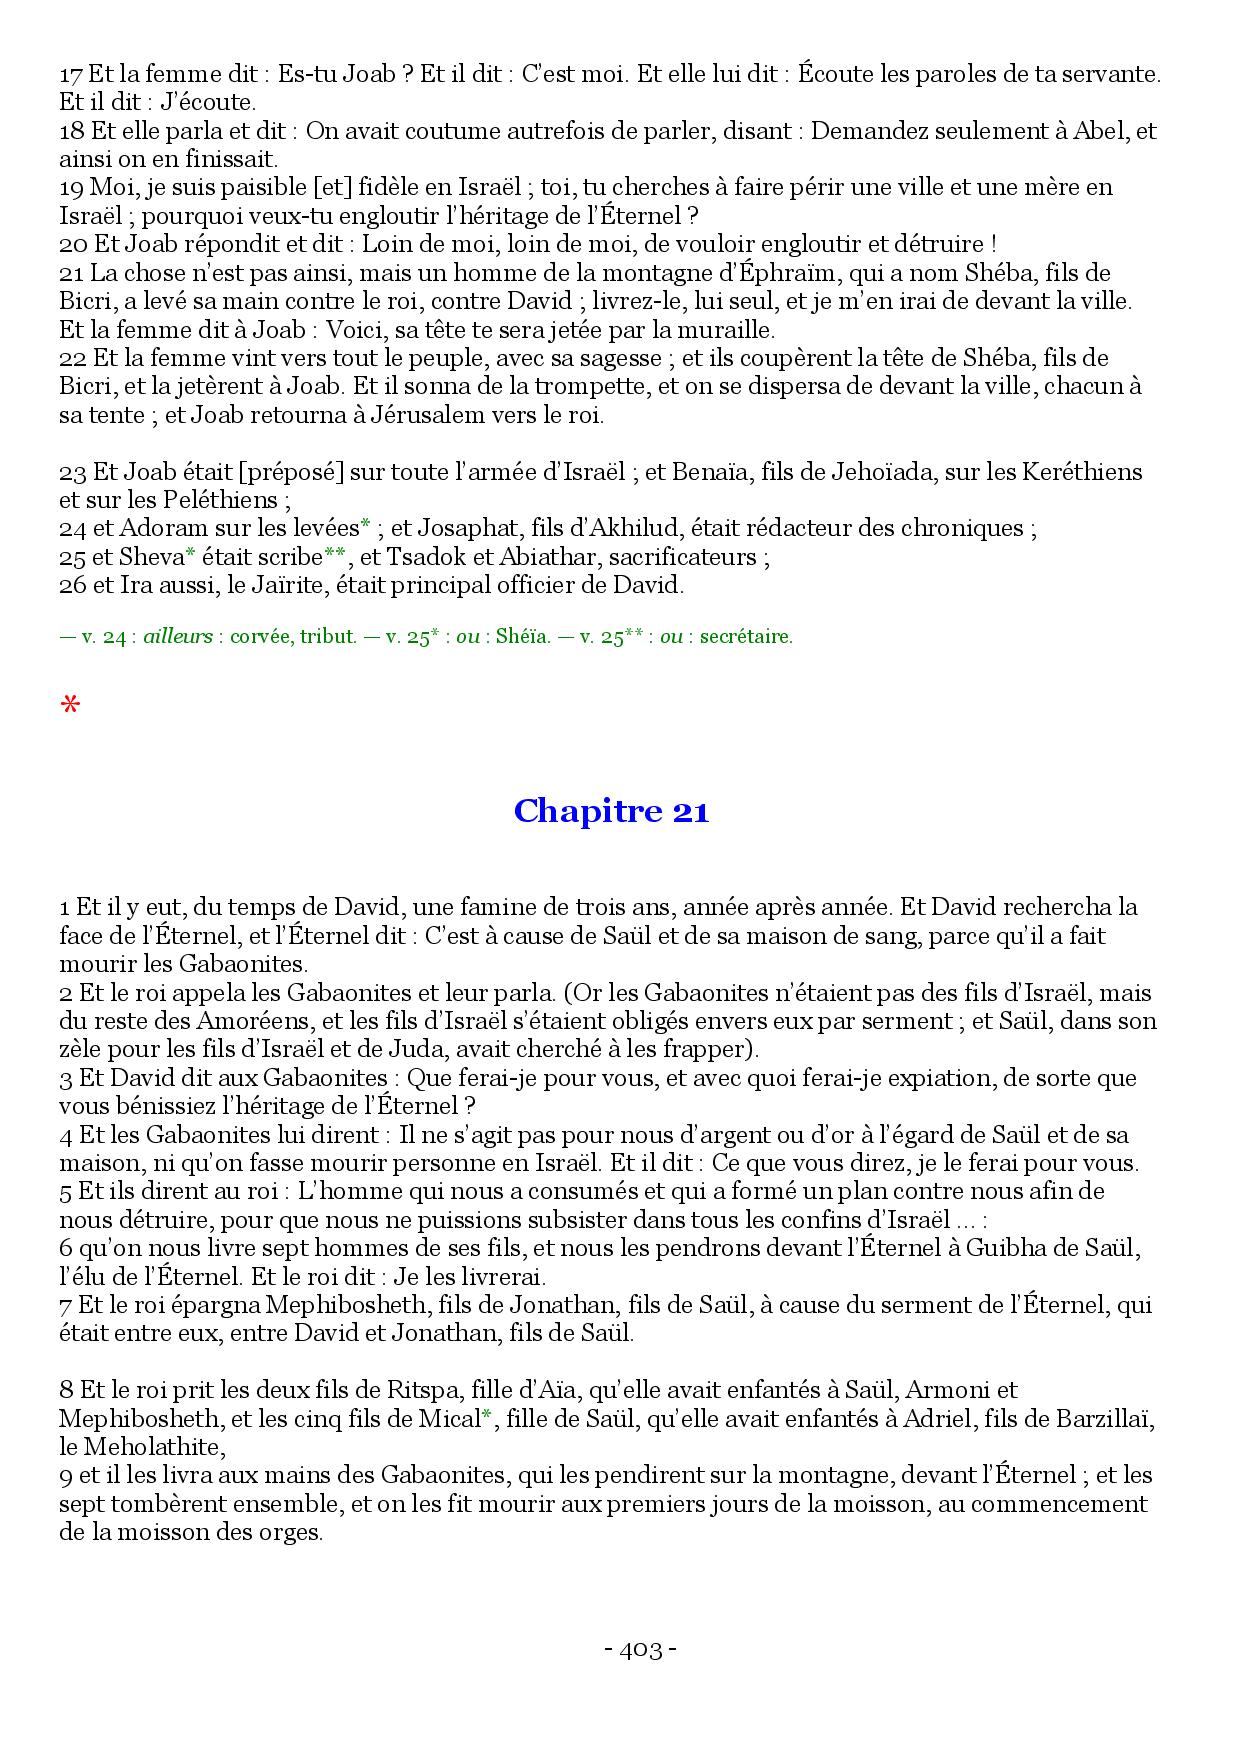 17 Et la femme dit : Es-tu Joab ? Et il dit : C’est moi. Et elle lui dit : Écoute les paroles de ta servante.
Et il dit : J’écoute.
18 Et elle parla et dit : On avait coutume autrefois de parler, disant : Demandez seulement à Abel, et
ainsi on en finissait.
19 Moi, je suis paisible [et] fidèle en Israël ; toi, tu cherches à faire périr une ville et une mère en
Israël ; pourquoi veux-tu engloutir l’héritage de l’Éternel ?
20 Et Joab répondit et dit : Loin de moi, loin de moi, de vouloir engloutir et détruire !
21 La chose n’est pas ainsi, mais un homme de la montagne d’Éphraïm, qui a nom Shéba, fils de
Bicri, a levé sa main contre le roi, contre David ; livrez-le, lui seul, et je m’en irai de devant la ville.
Et la femme dit à Joab : Voici, sa tête te sera jetée par la muraille.
22 Et la femme vint vers tout le peuple, avec sa sagesse ; et ils coupèrent la tête de Shéba, fils de
Bicri, et la jetèrent à Joab. Et il sonna de la trompette, et on se dispersa de devant la ville, chacun à
sa tente ; et Joab retourna à Jérusalem vers le roi.
23 Et Joab était [préposé] sur toute l’armée d’Israël ; et Benaïa, fils de Jehoïada, sur les Keréthiens
et sur les Peléthiens ;
24 et Adoram sur les levées* ; et Josaphat, fils d’Akhilud, était rédacteur des chroniques ;
25 et Sheva* était scribe**, et Tsadok et Abiathar, sacrificateurs ;
26 et Ira aussi, le Jaïrite, était principal officier de David.
— v. 24 : ailleurs : corvée, tribut. — v. 25* : ou : Shéïa. — v. 25** : ou : secrétaire.
*
Chapitre 21
1 Et il y eut, du temps de David, une famine de trois ans, année après année. Et David rechercha la
face de l’Éternel, et l’Éternel dit : C’est à cause de Saül et de sa maison de sang, parce qu’il a fait
mourir les Gabaonites.
2 Et le roi appela les Gabaonites et leur parla. (Or les Gabaonites n’étaient pas des fils d’Israël, mais
du reste des Amoréens, et les fils d’Israël s’étaient obligés envers eux par serment ; et Saül, dans son
zèle pour les fils d’Israël et de Juda, avait cherché à les frapper).
3 Et David dit aux Gabaonites : Que ferai-je pour vous, et avec quoi ferai-je expiation, de sorte que
vous bénissiez l’héritage de l’Éternel ?
4 Et les Gabaonites lui dirent : Il ne s’agit pas pour nous d’argent ou d’or à l’égard de Saül et de sa
maison, ni qu’on fasse mourir personne en Israël. Et il dit : Ce que vous direz, je le ferai pour vous.
5 Et ils dirent au roi : L’homme qui nous a consumés et qui a formé un plan contre nous afin de
nous détruire, pour que nous ne puissions subsister dans tous les confins d’Israël … :
6 qu’on nous livre sept hommes de ses fils, et nous les pendrons devant l’Éternel à Guibha de Saül,
l’élu de l’Éternel. Et le roi dit : Je les livrerai.
7 Et le roi épargna Mephibosheth, fils de Jonathan, fils de Saül, à cause du serment de l’Éternel, qui
était entre eux, entre David et Jonathan, fils de Saül.
8 Et le roi prit les deux fils de Ritspa, fille d’Aïa, qu’elle avait enfantés à Saül, Armoni et
Mephibosheth, et les cinq fils de Mical*, fille de Saül, qu’elle avait enfantés à Adriel, fils de Barzillaï,
le Meholathite,
9 et il les livra aux mains des Gabaonites, qui les pendirent sur la montagne, devant l’Éternel ; et les
sept tombèrent ensemble, et on les fit mourir aux premiers jours de la moisson, au commencement
de la moisson des orges.
- 403 -